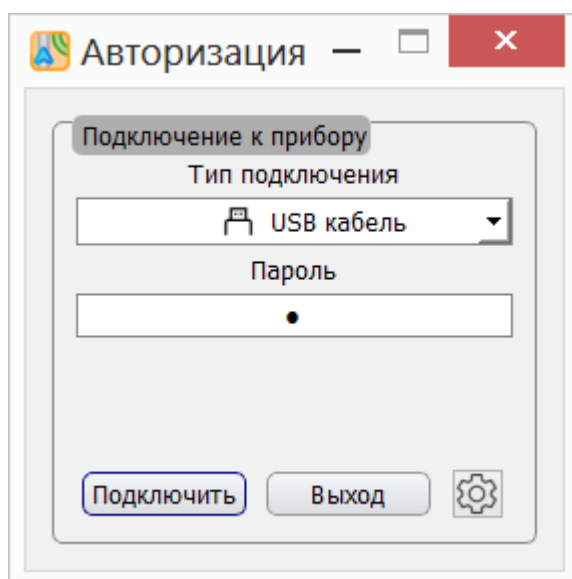 Авторизация
Подключение к прибору
Тип подключения
USB кабель
Пароль
●
Подключить Выход